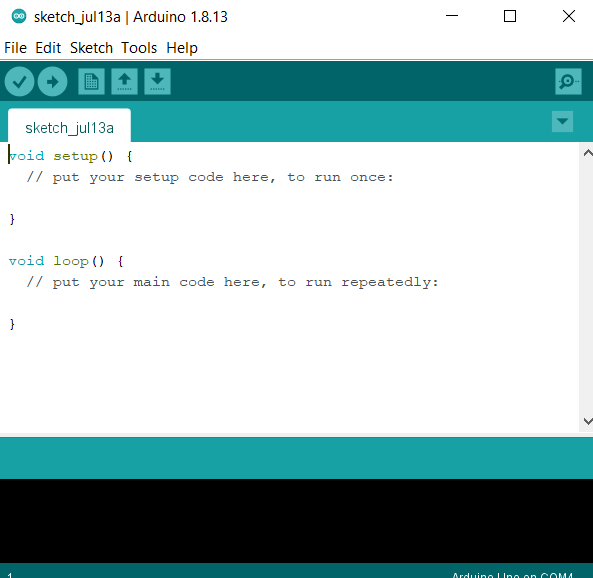 sketch_jul13a | Arduino 1.8.13
File Edit Sketch Tools Help
sketch_jul13a
void setup() {
  // put your setup code here, to run once:
}
void loop() {
  // put your main code here, to run repeatedly:
}
1
Arduino Uno on COM4